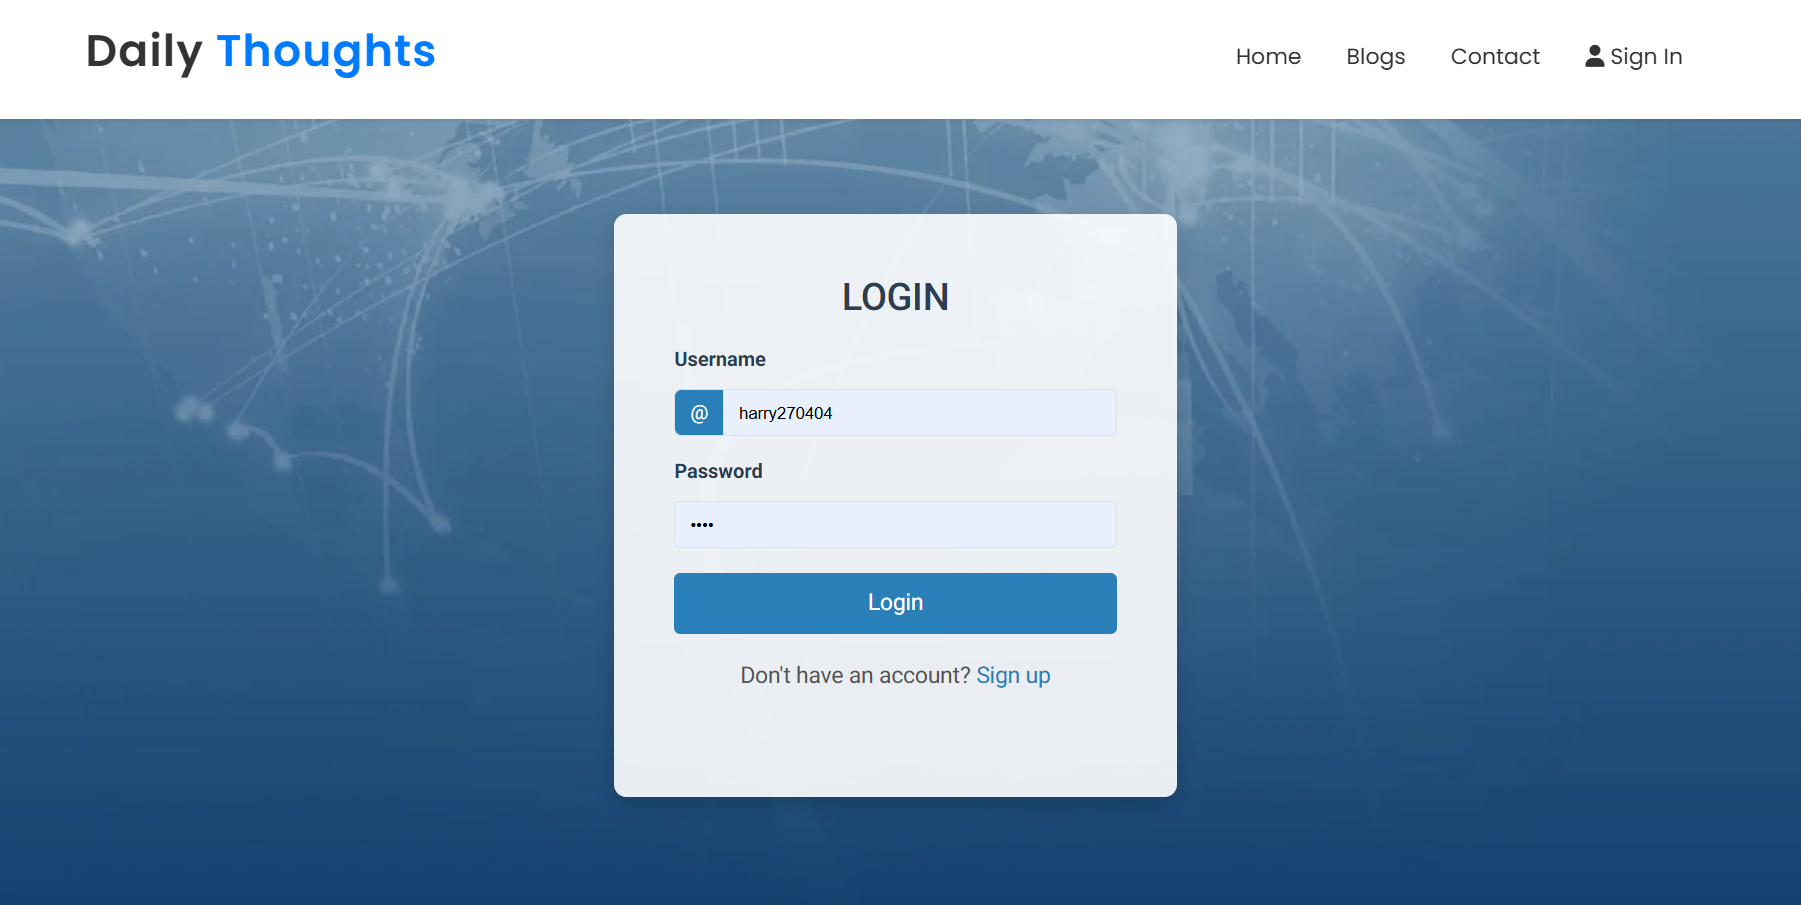 Daily Thoughts
Home Blogs Contact Sign In
LOGIN
Username
@ harry270404
Password
••••
Login
Don't have an account? Sign up